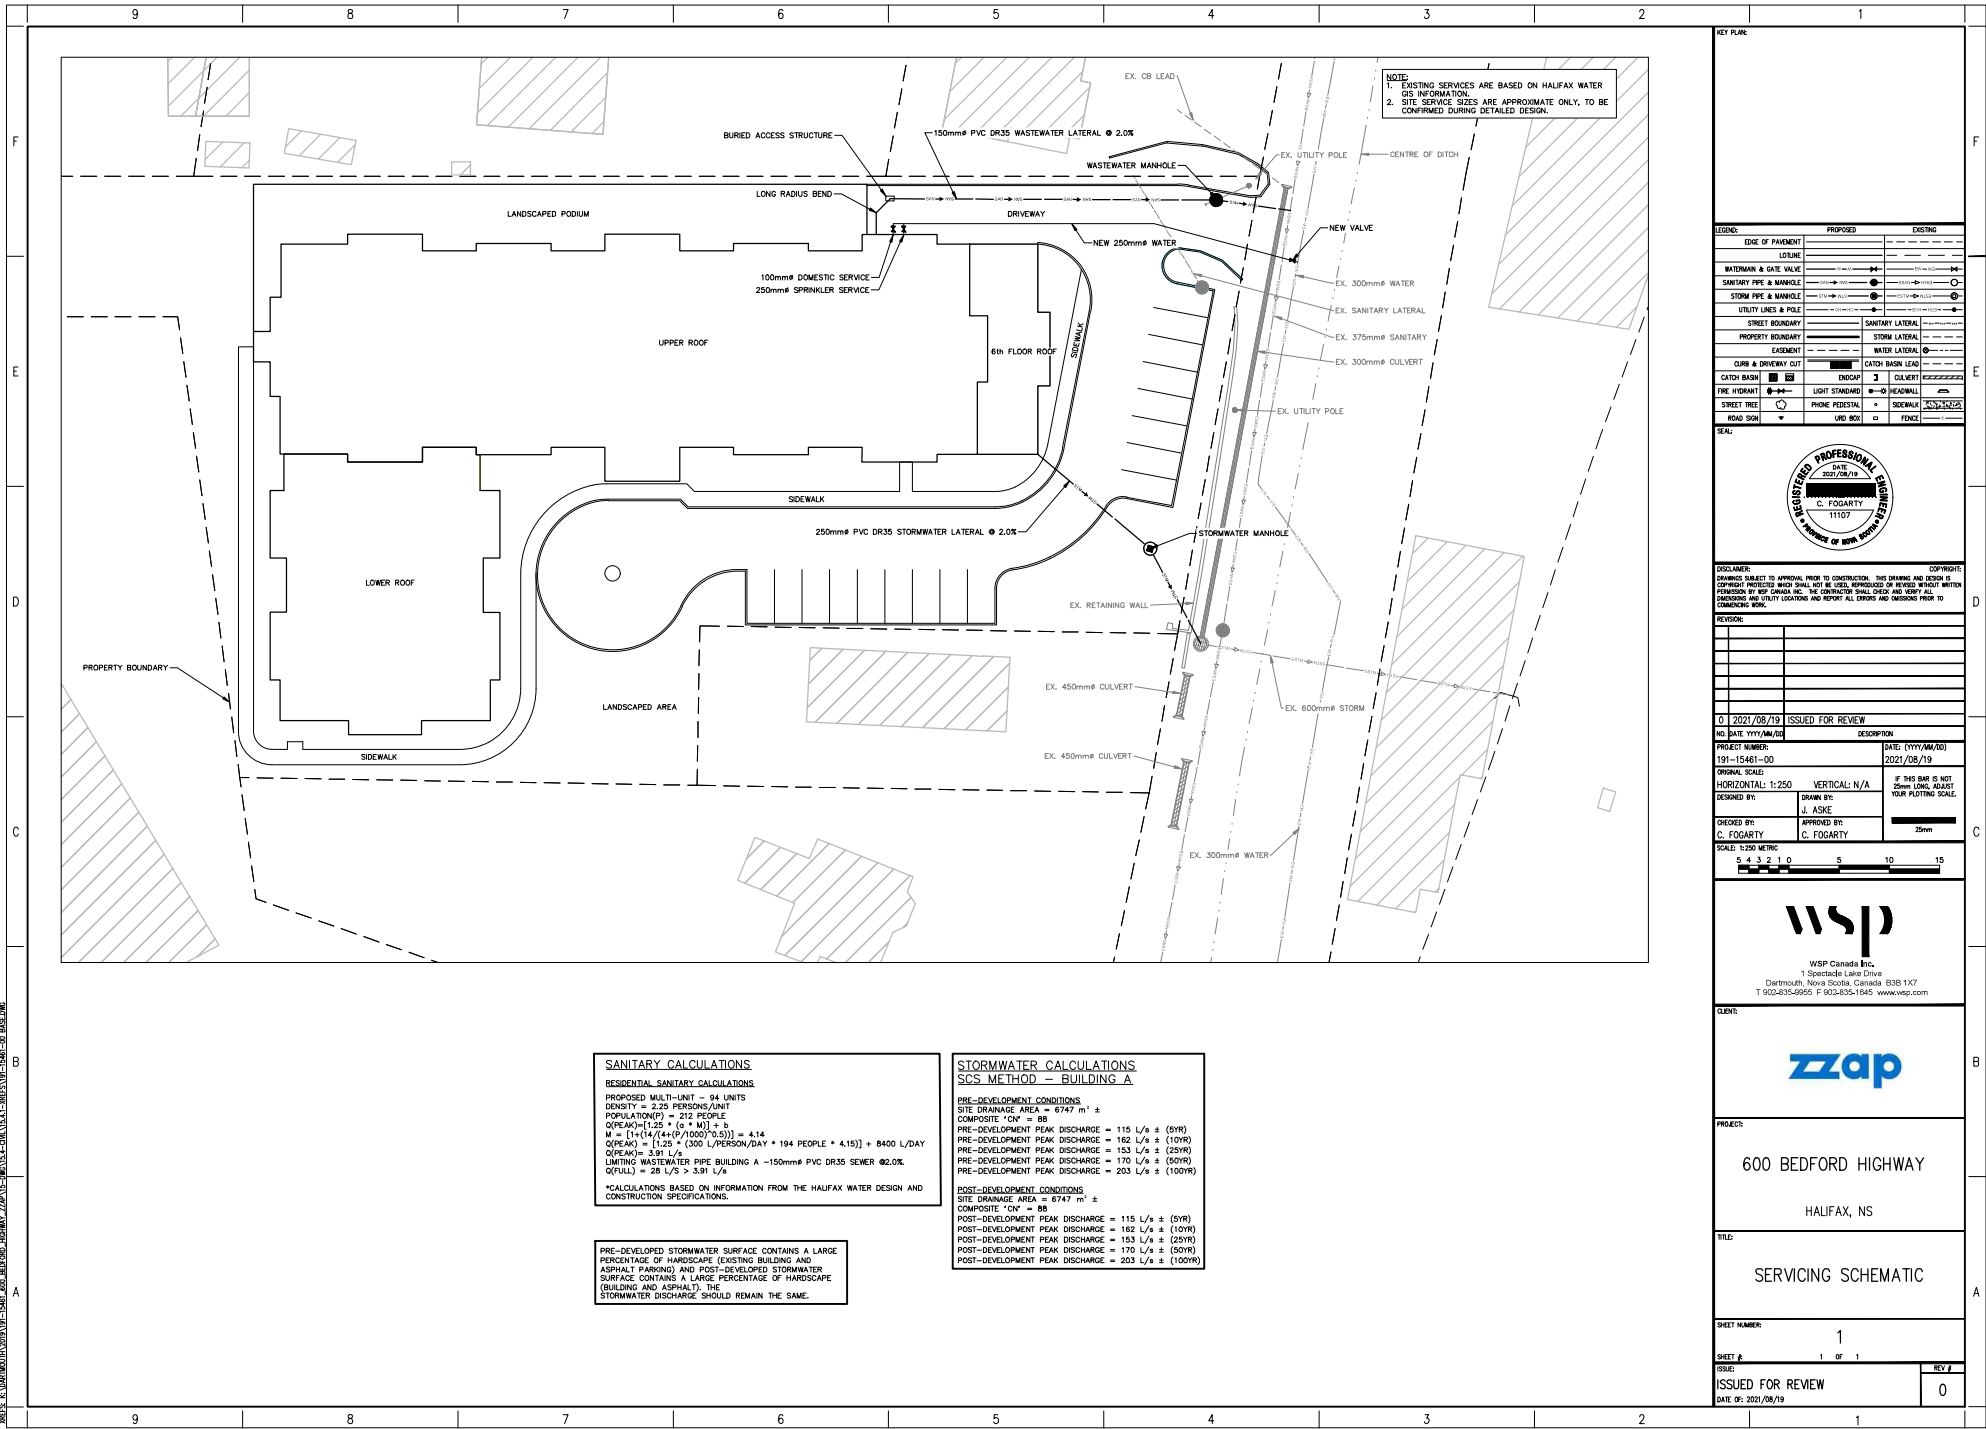 9 8 7 6 5 4 3 2 1
F
E
D
C
B
A
EX. CB LEAD
NOTE:
1. EXISTING SERVICES ARE BASED ON HALIFAX WATER
GIS INFORMATION.
2. SITE SERVICE SIZES ARE APPROXIMATE ONLY, TO BE
CONFIRMED DURING DETAILED DESIGN.
BURIED ACCESS STRUCTURE
150mmø PVC DR35 WASTEWATER LATERAL @ 2.0%
WASTEWATER MANHOLE
EX. UTILITY POLE
CENTRE OF DITCH
LONG RADIUS BEND
LANDSCAPED PODIUM
DRIVEWAY
NEW VALVE
NEW 250mmø WATER
100mmø DOMESTIC SERVICE
250mmø SPRINKLER SERVICE
EX. 300mmø WATER
EX. SANITARY LATERAL
SIDEWALK
UPPER ROOF
6th FLOOR ROOF
EX. 375mmø SANITARY
EX. 300mmø CULVERT
EX. UTILITY POLE
SIDEWALK
250mmø PVC DR35 STORMWATER LATERAL @ 2.0%
STORMWATER MANHOLE
LOWER ROOF
EX. RETAINING WALL
PROPERTY BOUNDARY
EX. 450mmø CULVERT
LANDSCAPED AREA
EX. 600mmø STORM
SIDEWALK
EX. 450mmø CULVERT
EX. 300mmø WATER
SANITARY CALCULATIONS
RESIDENTIAL SANITARY CALCULATIONS
PROPOSED MULTI-UNIT - 94 UNITS
DENSITY = 2.25 PERSONS/UNIT
POPULATION(P) = 212 PEOPLE
Q(PEAK)=[1.25 * (a * M)] + b
M = [1+(14/(4+(P/1000)^0.5))] = 4.14
Q(PEAK) = [1.25 * (300 L/PERSON/DAY * 194 PEOPLE * 4.15)] + 8400 L/DAY
Q(PEAK)= 3.91 L/s
LIMITING WASTEWATER PIPE BUILDING A -150mmø PVC DR35 SEWER @2.0%
Q(FULL) = 28 L/S > 3.91 L/s
*CALCULATIONS BASED ON INFORMATION FROM THE HALIFAX WATER DESIGN AND
CONSTRUCTION SPECIFICATIONS.
PRE-DEVELOPED STORMWATER SURFACE CONTAINS A LARGE
PERCENTAGE OF HARDSCAPE (EXISTING BUILDING AND
ASPHALT PARKING) AND POST-DEVELOPED STORMWATER
SURFACE CONTAINS A LARGE PERCENTAGE OF HARDSCAPE
(BUILDING AND ASPHALT). THE
STORMWATER DISCHARGE SHOULD REMAIN THE SAME.
STORMWATER CALCULATIONS
SCS METHOD - BUILDING A
PRE-DEVELOPMENT CONDITIONS
SITE DRAINAGE AREA = 6747 m² ±
COMPOSITE "CN" = 88
PRE-DEVELOPMENT PEAK DISCHARGE = 115 L/s ± (5YR)
PRE-DEVELOPMENT PEAK DISCHARGE = 162 L/s ± (10YR)
PRE-DEVELOPMENT PEAK DISCHARGE = 153 L/s ± (25YR)
PRE-DEVELOPMENT PEAK DISCHARGE = 170 L/s ± (50YR)
PRE-DEVELOPMENT PEAK DISCHARGE = 203 L/s ± (100YR)
POST-DEVELOPMENT CONDITIONS
SITE DRAINAGE AREA = 6747 m² ±
COMPOSITE "CN" = 88
POST-DEVELOPMENT PEAK DISCHARGE = 115 L/s ± (5YR)
POST-DEVELOPMENT PEAK DISCHARGE = 162 L/s ± (10YR)
POST-DEVELOPMENT PEAK DISCHARGE = 153 L/s ± (25YR)
POST-DEVELOPMENT PEAK DISCHARGE = 170 L/s ± (50YR)
POST-DEVELOPMENT PEAK DISCHARGE = 203 L/s ± (100YR)
KEY PLAN:
LEGEND: PROPOSED EXISTING
EDGE OF PAVEMENT
LOTLINE
WATERMAIN & GATE VALVE
SANITARY PIPE & MANHOLE
STORM PIPE & MANHOLE
UTILITY LINES & POLE
STREET BOUNDARY SANITARY LATERAL
PROPERTY BOUNDARY STORM LATERAL
EASEMENT WATER LATERAL
CURB & DRIVEWAY CUT CATCH BASIN LEAD
CATCH BASIN ENDCAP CULVERT
FIRE HYDRANT LIGHT STANDARD HEADWALL
STREET TREE PHONE PEDESTAL SIDEWALK
ROAD SIGN URD BOX FENCE
SEAL:
REGISTERED PROFESSIONAL ENGINEER
DATE
2021/08/19
C. FOGARTY
11107
PROVINCE OF NOVA SCOTIA
DISCLAIMER: COPYRIGHT:
DRAWINGS SUBJECT TO APPROVAL PRIOR TO CONSTRUCTION. THIS DRAWING AND DESIGN IS
COPYRIGHT PROTECTED WHICH SHALL NOT BE USED, REPRODUCED OR REVISED WITHOUT WRITTEN
PERMISSION BY WSP CANADA INC. THE CONTRACTOR SHALL CHECK AND VERIFY ALL
DIMENSIONS AND UTILITY LOCATIONS AND REPORT ALL ERRORS AND OMISSIONS PRIOR TO
COMMENCING WORK.
REVISION:
0 2021/08/19 ISSUED FOR REVIEW
NO. DATE YYYY/MM/DD DESCRIPTION
PROJECT NUMBER: DATE: (YYYY/MM/DD)
191-15461-00 2021/08/19
ORIGINAL SCALE:
HORIZONTAL: 1:250 VERTICAL: N/A
IF THIS BAR IS NOT
25mm LONG, ADJUST
YOUR PLOTTING SCALE.
25mm
DESIGNED BY: DRAWN BY:
J. ASKE
CHECKED BY: APPROVED BY:
C. FOGARTY C. FOGARTY
SCALE: 1:250 METRIC
5 4 3 2 1 0 5 10 15
wsp
WSP Canada Inc.
1 Spectacle Lake Drive
Dartmouth, Nova Scotia, Canada B3B 1X7
T 902-835-9955 F 902-835-1645 www.wsp.com
CLIENT:
zzap
PROJECT:
600 BEDFORD HIGHWAY
HALIFAX, NS
TITLE:
SERVICING SCHEMATIC
SHEET NUMBER:
1
SHEET #: 1 OF 1
ISSUE: REV #
ISSUED FOR REVIEW 0
DATE OF: 2021/08/19
F
E
D
C
B
A
9 8 7 6 5 4 3 2 1